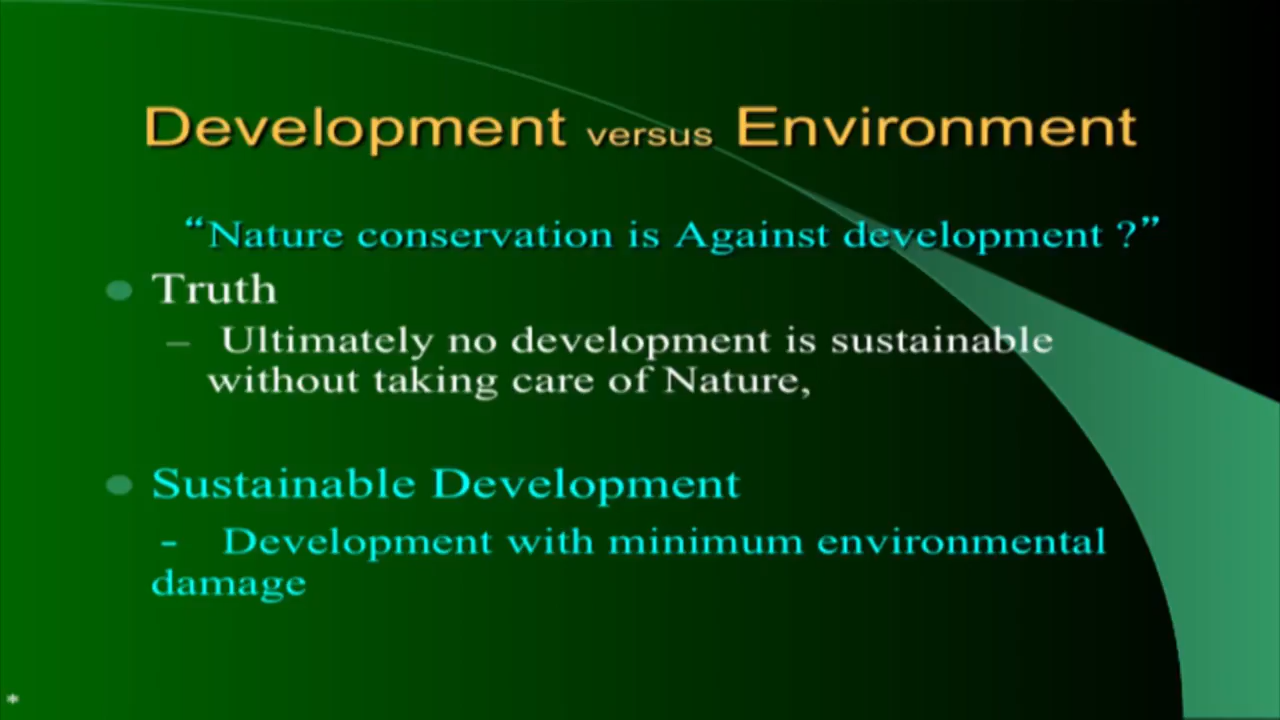 Development versus Environment
“Nature conservation is Against development ?”
Truth
– Ultimately no development is sustainable
without taking care of Nature,
Sustainable Development
- Development with minimum environmental
damage
*